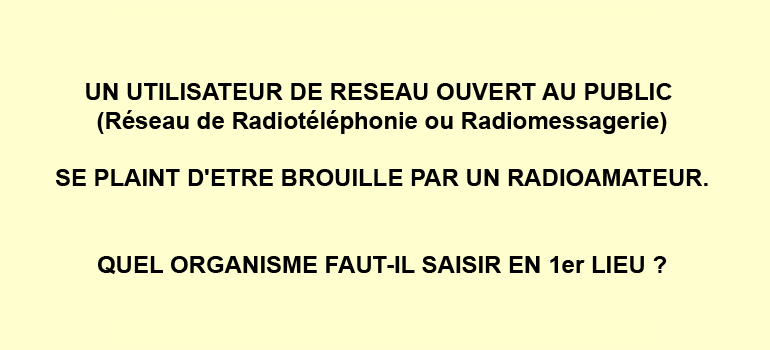 UN UTILISATEUR DE RESEAU OUVERT AU PUBLIC
(Réseau de Radiotéléphonie ou Radiomessagerie)
SE PLAINT D'ETRE BROUILLE PAR UN RADIOAMATEUR.
QUEL ORGANISME FAUT-IL SAISIR EN 1er LIEU ?